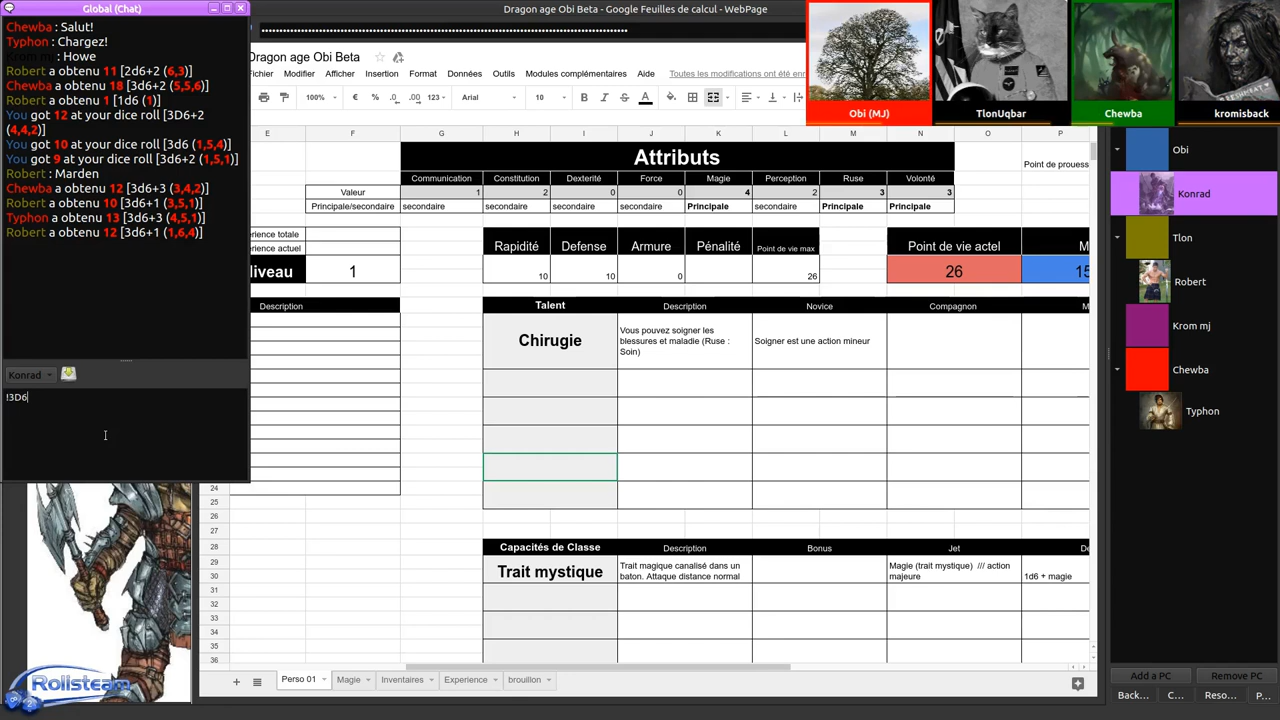 Global (Chat)
Chewba : Salut!
Typhon : Chargez!
: Howe
Robert a obtenu 11 [2d6+2 (6,3)]
Chewba a obtenu 18 [3d6+2 (5,5,6)]
Robert a obtenu 1 [1d6 (1)]
You got 12 at your dice roll [3D6+2
(4,4,2)]
You got 10 at your dice roll [3d6 (1,5,4)]
You got 9 at your dice roll [3d6+2 (1,5,1)]
Robert : Marden
Chewba a obtenu 12 [3d6+3 (3,4,2)]
Robert a obtenu 10 [3d6+1 (3,5,1)]
Typhon a obtenu 13 [3d6+3 (4,5,1)]
Robert a obtenu 12 [3d6+1 (1,6,4)]
Konrad
!3D6
Rolisteam
Dragon age Obi Beta - Google Feuilles de calcul - WebPage
Dragon age Obi Beta
Fichier Modifier Afficher Insertion Format Données Outils Modules complémentaires Aide Toutes les modifications ont été en
100% € % .0 .00 123 Arial 10 B I S A
E F G H I J K L M N O P
Attributs
Point de prouess
Communication Constitution Dexterité Force Magie Perception Ruse Volonté
Valeur 1 2 0 0 4 2 3 3
Principale/secondaire secondaire secondaire secondaire secondaire Principale secondaire Principale Principale
érience totale
érience actuel
iveau 1
Rapidité Defense Armure Pénalité Point de vie max
10 10 0 26
Point de vie actel M
26 15
Description
Talent Description Novice Compagnon M
Chirugie
Vous pouvez soigner les
blessures et maladie (Ruse :
Soin)
Soigner est une action mineur
24
25
26
27
28
Capacités de Classe Description Bonus Jet De
29
30
Trait mystique
Trait magique canalisé dans un
baton. Attaque distance normal
Magie (trait mystique) /// action
majeure
1d6 + magie
31
32
33
34
35
36
Perso 01 Magie Inventaires Experience brouillon
Obi (MJ)
TlonUqbar
Chewba
kromisback
Obi
Konrad
Tlon
Robert
Krom mj
Chewba
Typhon
Add a PC Remove PC
Back... C... Reso... P...